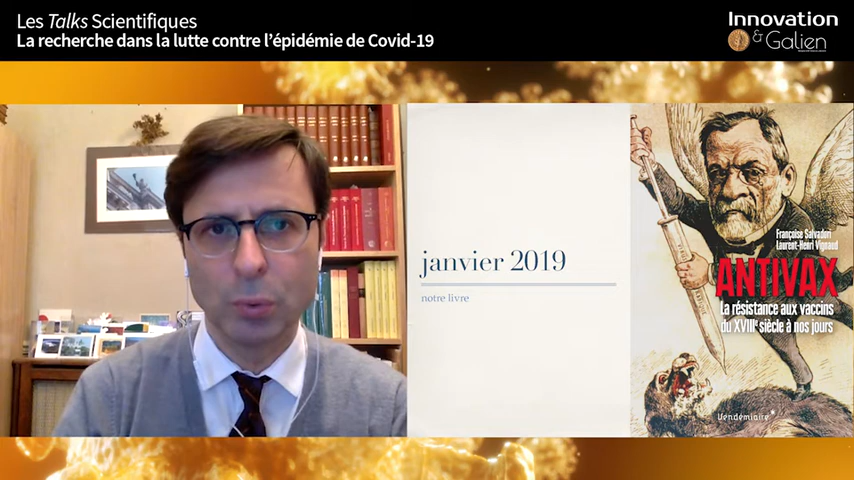 Les Talks Scientifiques
La recherche dans la lutte contre l'épidémie de Covid-19
Innovation
& Galien
janvier 2019
notre livre
Françoise Salvadori
Laurent-Henri Vignaud
ANTIVAX
La résistance aux vaccins
du XVIIIe siècle à nos jours
Vendémiaire